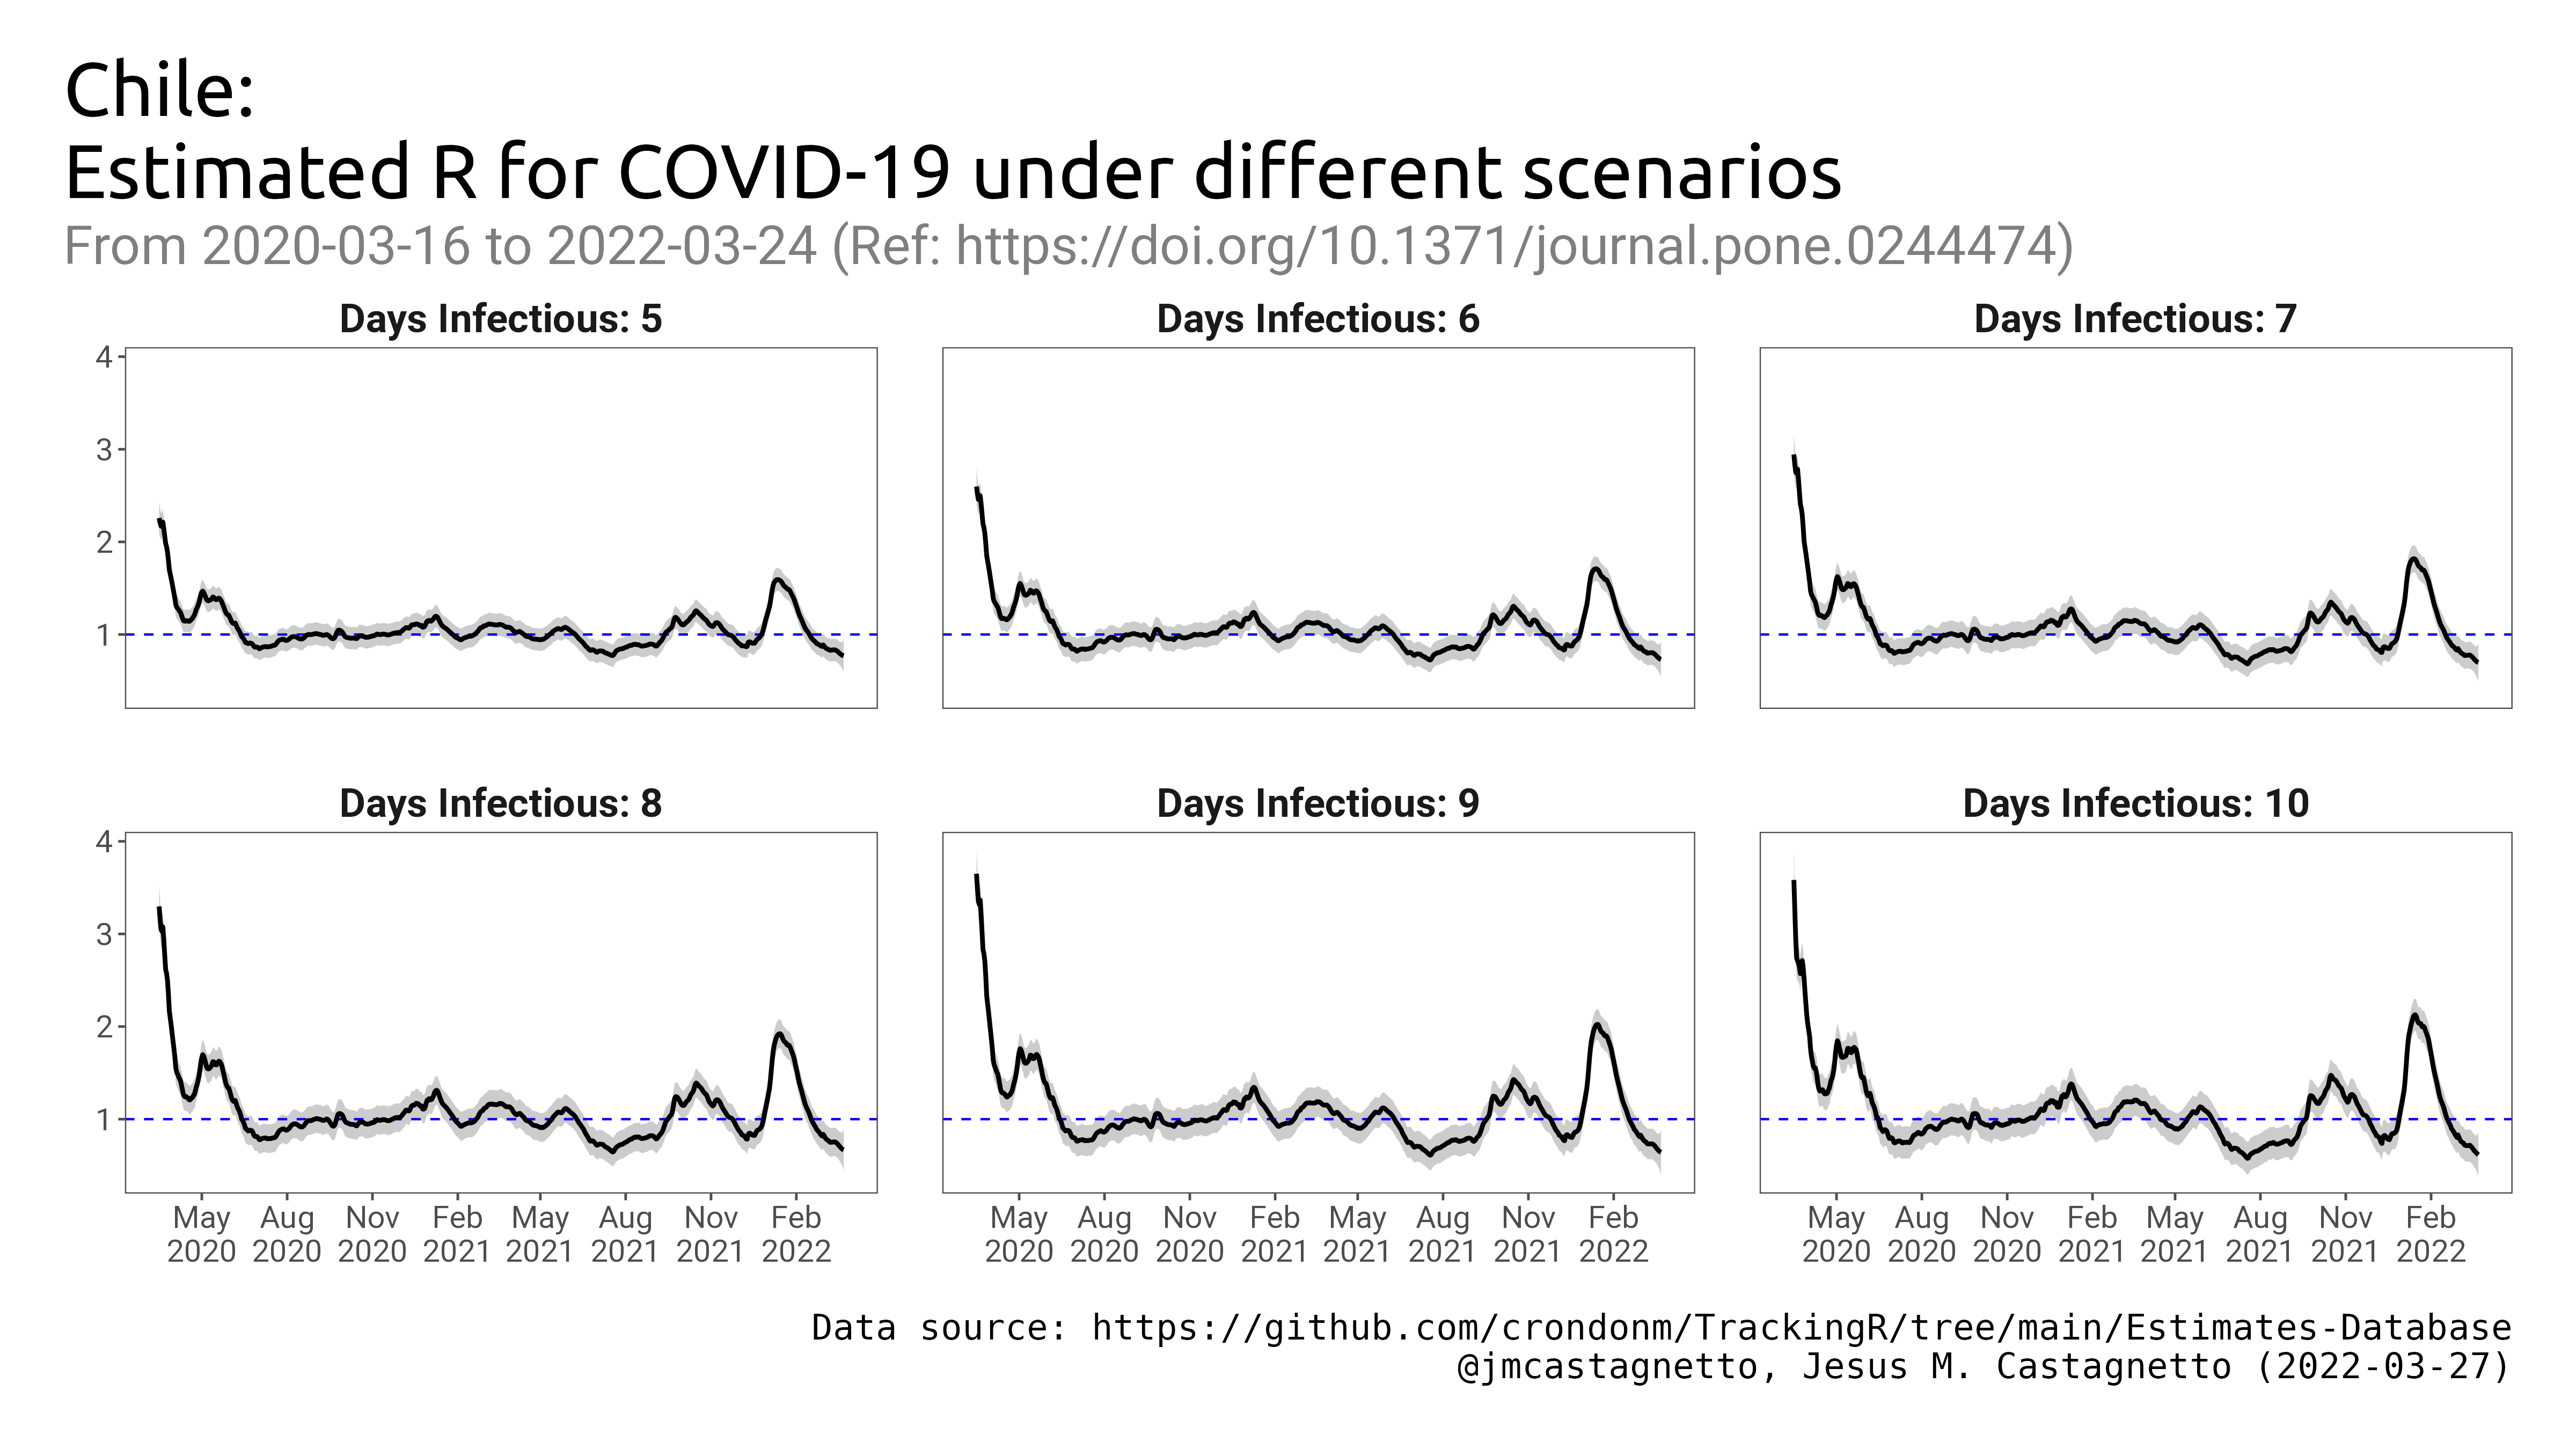 Chile:
Estimated R for COVID-19 under different scenarios
From 2020-03-16 to 2022-03-24 (Ref: https://doi.org/10.1371/journal.pone.0244474)
Days Infectious: 5
Days Infectious: 6
Days Infectious: 7
4
3
2
1
Days Infectious: 8
Days Infectious: 9
Days Infectious: 10
4
3
2
1
May Aug Nov Feb May Aug Nov Feb
2020 2020 2020 2021 2021 2021 2021 2022
May Aug Nov Feb May Aug Nov Feb
2020 2020 2020 2021 2021 2021 2021 2022
May Aug Nov Feb May Aug Nov Feb
2020 2020 2020 2021 2021 2021 2021 2022
Data source: https://github.com/crondonm/TrackingR/tree/main/Estimates-Database
@jmcastagnetto, Jesus M. Castagnetto (2022-03-27)